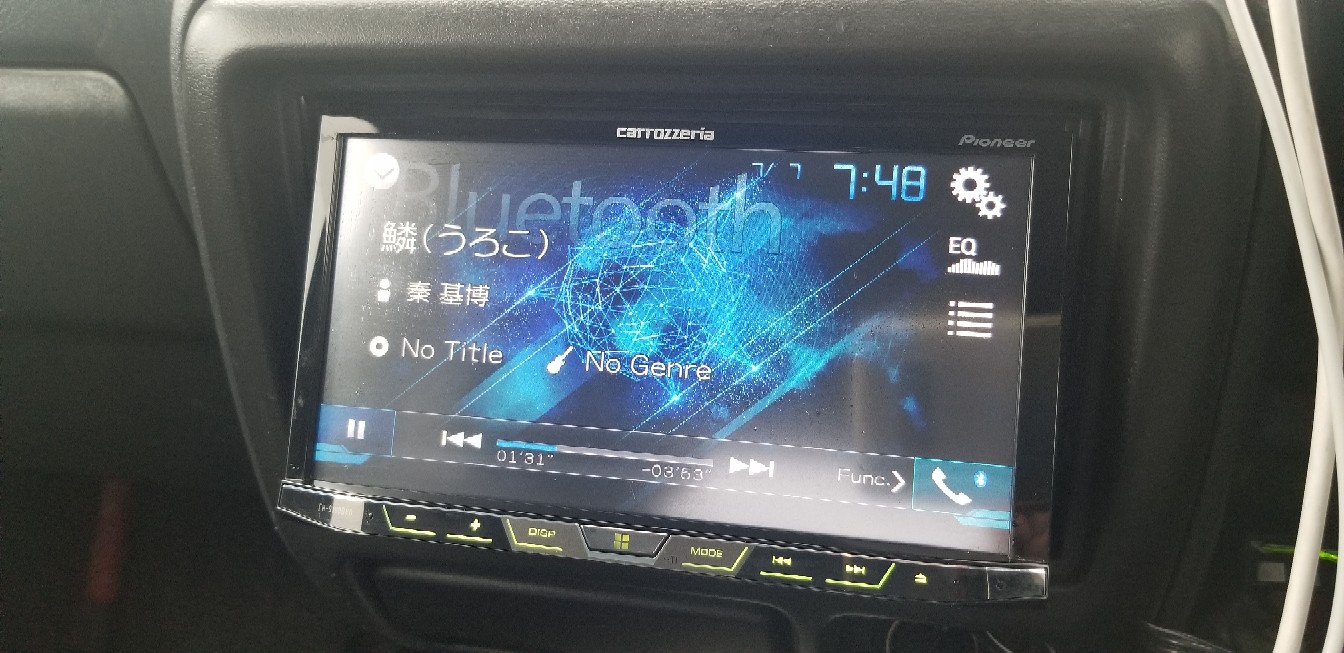 carrozzeria
Pioneer
Bluetooth
7/ 7 7:48
鱗(うろこ)
EQ
秦 基博
No Title
No Genre
01'31"
-03'53"
Func.
- +
DISP
MODE